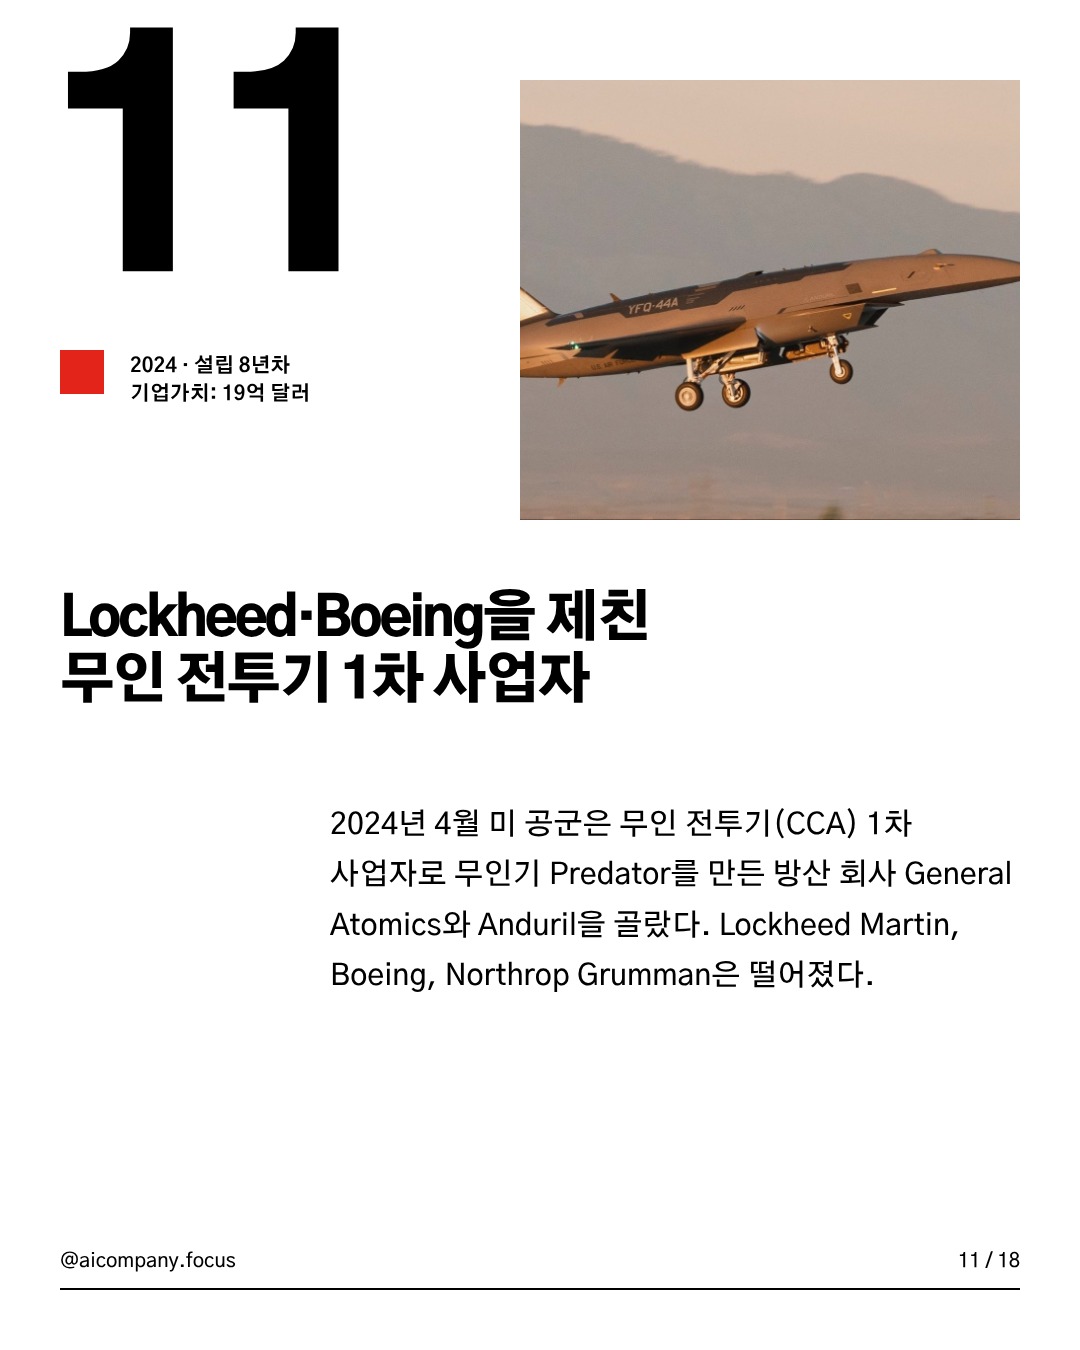 11
2024 · 설립 8년차
기업가치: 19억 달러
YFQ-44A
Lockheed·Boeing을 제친
무인 전투기 1차 사업자
2024년 4월 미 공군은 무인 전투기(CCA) 1차
사업자로 무인기 Predator를 만든 방산 회사 General
Atomics와 Anduril을 골랐다. Lockheed Martin,
Boeing, Northrop Grumman은 떨어졌다.
@aicompany.focus
11 / 18